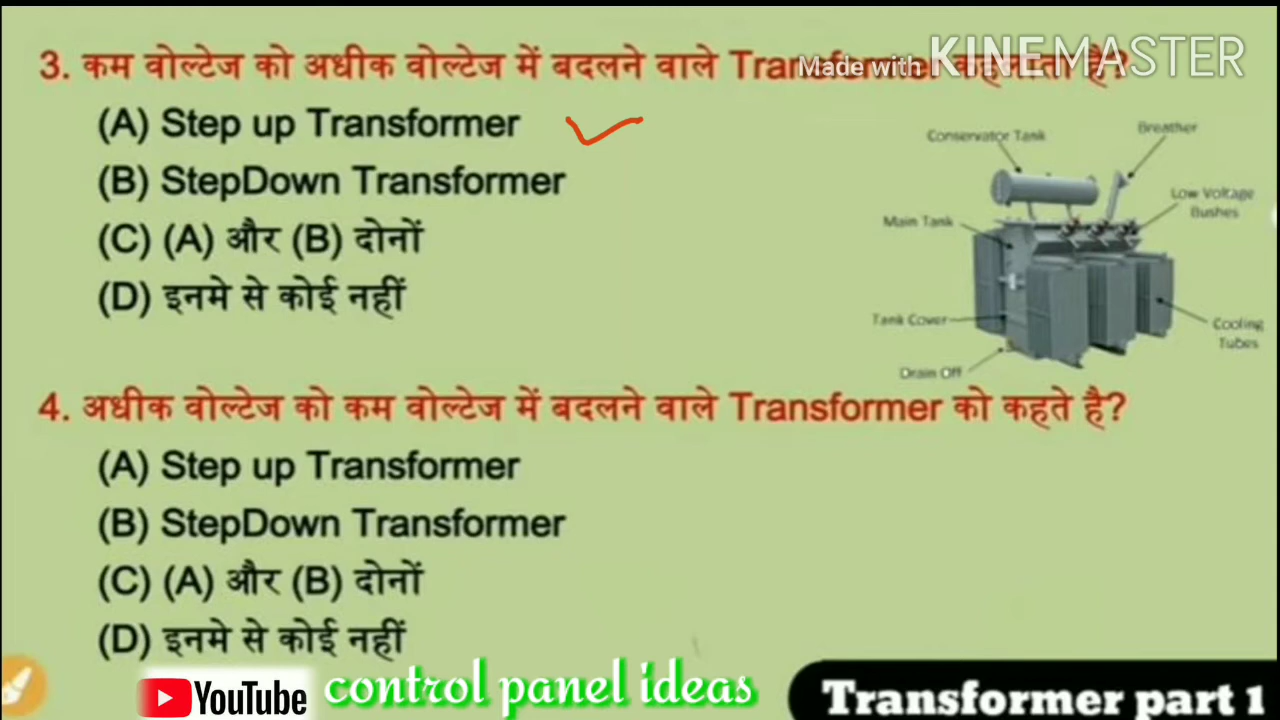 3. कम वोल्टेज को अधीक वोल्टेज में बदलने वाले Transformer कहलाता है?
Made with KINEMASTER
(A) Step up Transformer
(B) StepDown Transformer
(C) (A) और (B) दोनों
(D) इनमे से कोई नहीं
Conservator Tank
Breather
Low Voltage
Bushes
Main Tank
Tank Cover
Cooling
Tubes
Drain Off
4. अधीक वोल्टेज को कम वोल्टेज में बदलने वाले Transformer को कहते है?
(A) Step up Transformer
(B) StepDown Transformer
(C) (A) और (B) दोनों
(D) इनमे से कोई नहीं
YouTube control panel ideas
Transformer part 1